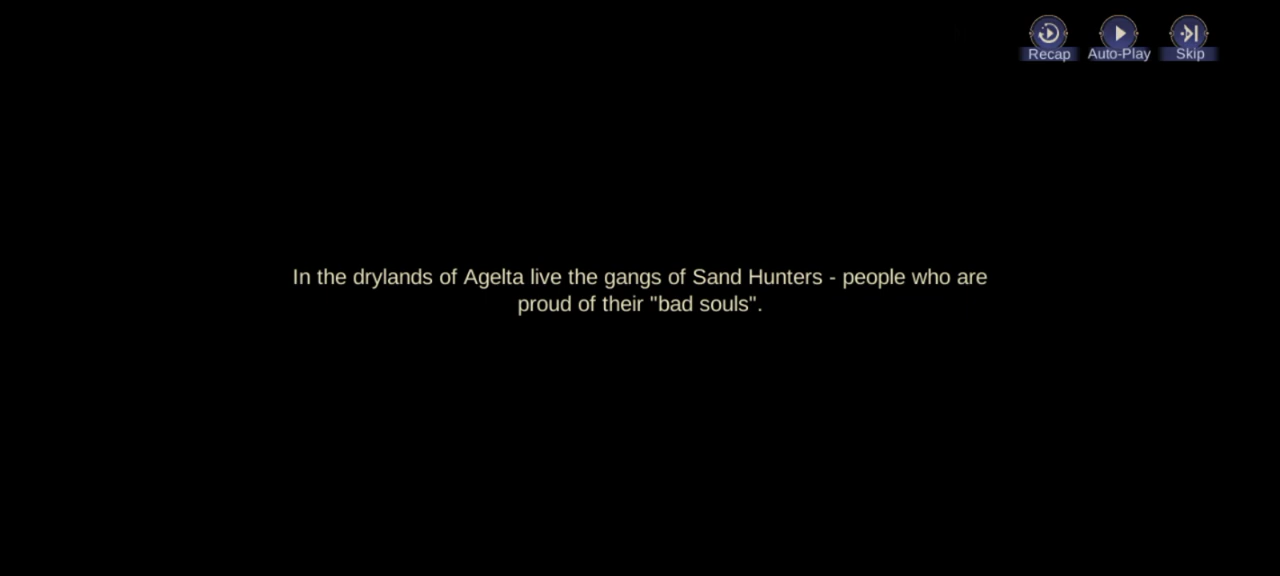 Recap Auto-Play Skip
In the drylands of Agelta live the gangs of Sand Hunters - people who are
proud of their "bad souls".